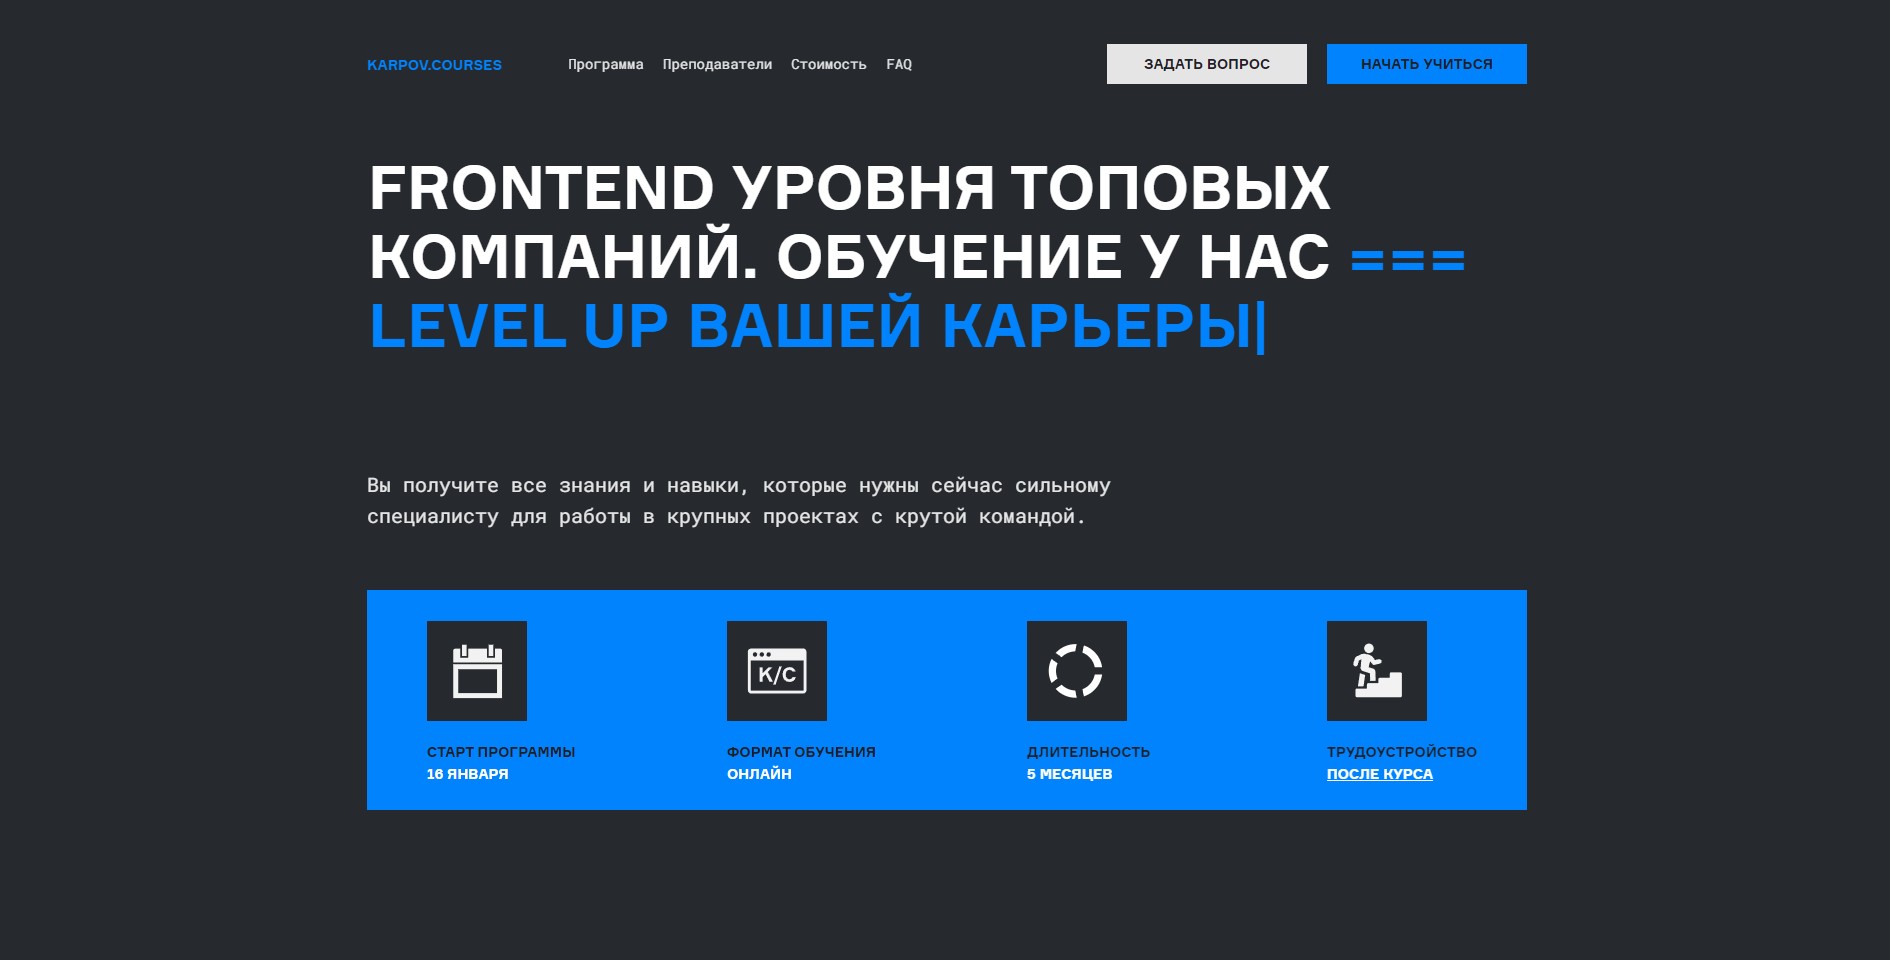 KARPOV.COURSES
Программа Преподаватели Стоимость FAQ
ЗАДАТЬ ВОПРОС
НАЧАТЬ УЧИТЬСЯ
FRONTEND УРОВНЯ ТОПОВЫХ
КОМПАНИЙ. ОБУЧЕНИЕ У НАС ===
LEVEL UP ВАШЕЙ КАРЬЕРЫ|
Вы получите все знания и навыки, которые нужны сейчас сильному
специалисту для работы в крупных проектах с крутой командой.
СТАРТ ПРОГРАММЫ
16 ЯНВАРЯ
K/C
ФОРМАТ ОБУЧЕНИЯ
ОНЛАЙН
ДЛИТЕЛЬНОСТЬ
5 МЕСЯЦЕВ
ТРУДОУСТРОЙСТВО
ПОСЛЕ КУРСА